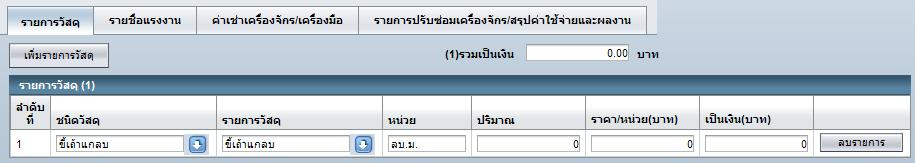 รายการวัสดุ รายชื่อแรงงาน ค่าเช่าเครื่องจักร/เครื่องมือ รายการปรับซ่อมเครื่องจักร/สรุปค่าใช้จ่ายและผลงาน
เพิ่มรายการวัสดุ (1)รวมเป็นเงิน 0.00 บาท
รายการวัสดุ (1)
ลำดับที่ ชนิดวัสดุ รายการวัสดุ หน่วย ปริมาณ ราคา/หน่วย(บาท) เป็นเงิน(บาท)
1 ขี้เถ้าแกลบ ขี้เถ้าแกลบ ลบ.ม. 0 0 0 ลบรายการ